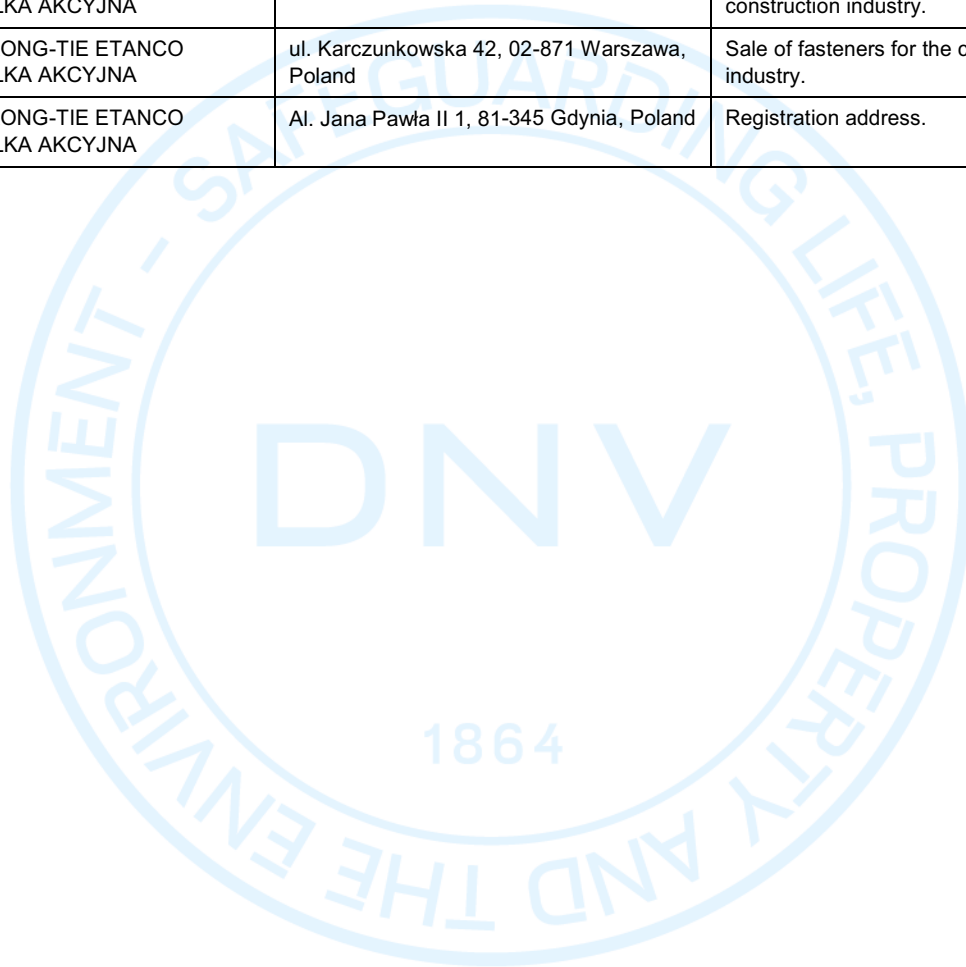 LKA AKCYJNA
construction industry.
ONG-TIE ETANCO
LKA AKCYJNA
ul. Karczunkowska 42, 02-871 Warszawa,
Poland
Sale of fasteners for the
industry.
ONG-TIE ETANCO
LKA AKCYJNA
Al. Jana Pawła II 1, 81-345 Gdynia, Poland
Registration address.
SAFEGUARDING LIFE, PROPERTY AND THE ENVIRONMENT -
DNV
1864